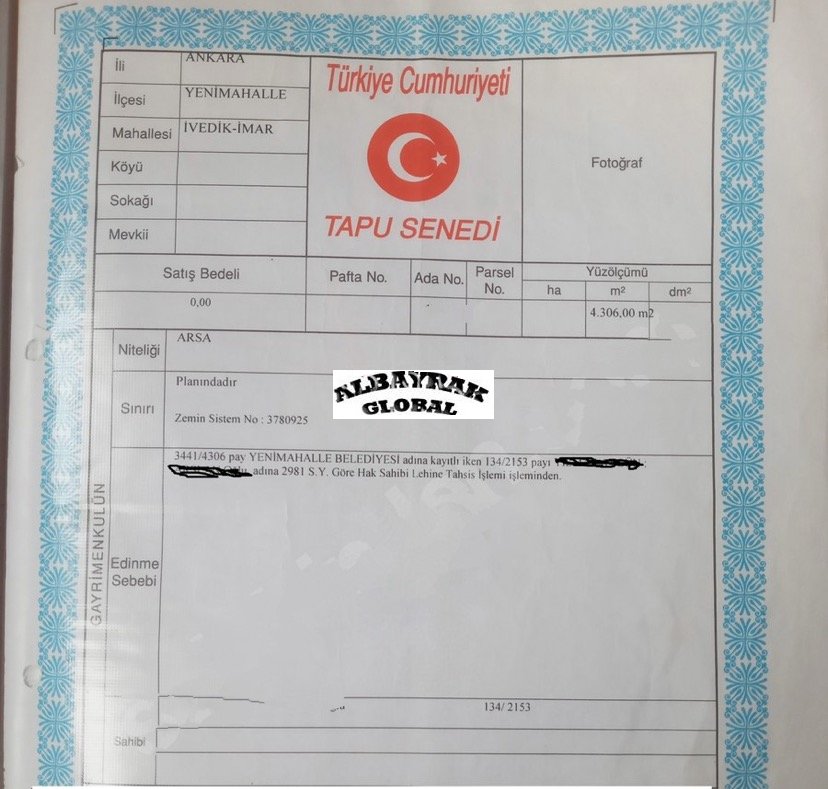 İli ANKARA
İlçesi YENİMAHALLE
Mahallesi İVEDİK-İMAR
Köyü
Sokağı
Mevkii
Türkiye Cumhuriyeti
TAPU SENEDİ
Fotoğraf
Satış Bedeli Pafta No. Ada No. Parsel No. Yüzölçümü
ha m² dm²
0,00 4.306,00 m2
GAYRİMENKULÜN
Niteliği ARSA
Sınırı Planındadır
Zemin Sistem No : 3780925
ALBAYRAK
GLOBAL
Edinme
Sebebi
3441/4306 pay YENİMAHALLE BELEDİYESİ adına kayıtlı iken 134/2153 payı
adına 2981 S.Y. Göre Hak Sahibi Lehine Tahsis İşlemi işleminden.
134/ 2153
Sahibi